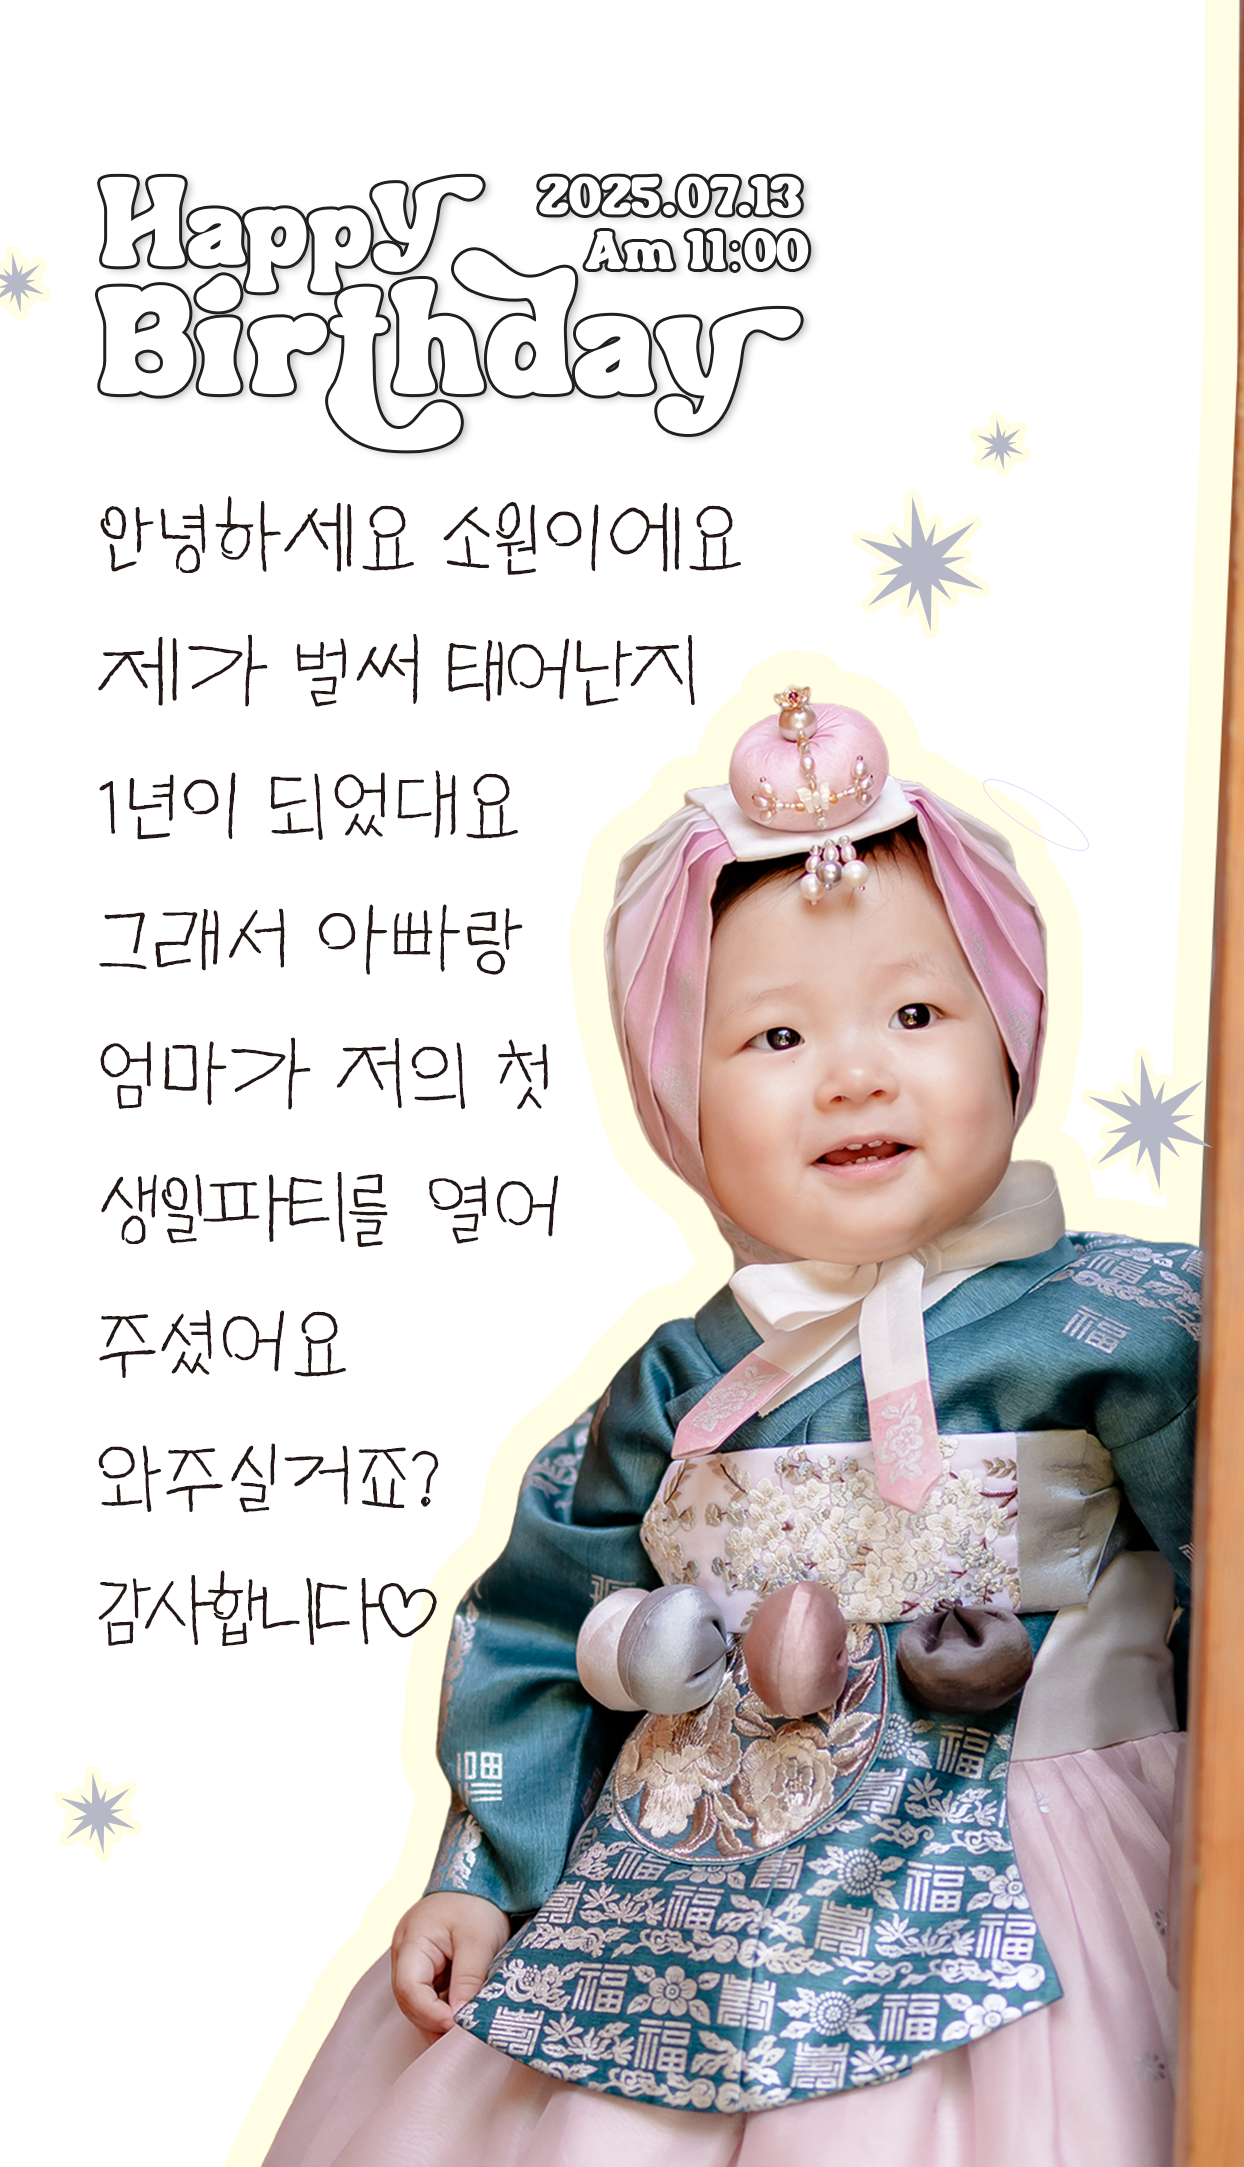 Happy
2025.07.13
Am 11:00
Birthday
안녕하세요 소원이에요
제가 벌써 태어난지
1년이 되었대요
그래서 아빠랑
엄마가 저의 첫
생일파티를 열어
주셨어요
와주실거죠?
감사합니다♡
福